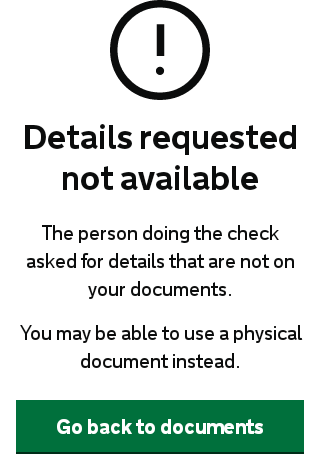 Details requested
not available
The person doing the check
asked for details that are not on
your documents.
You may be able to use a physical
document instead.
Go back to documents